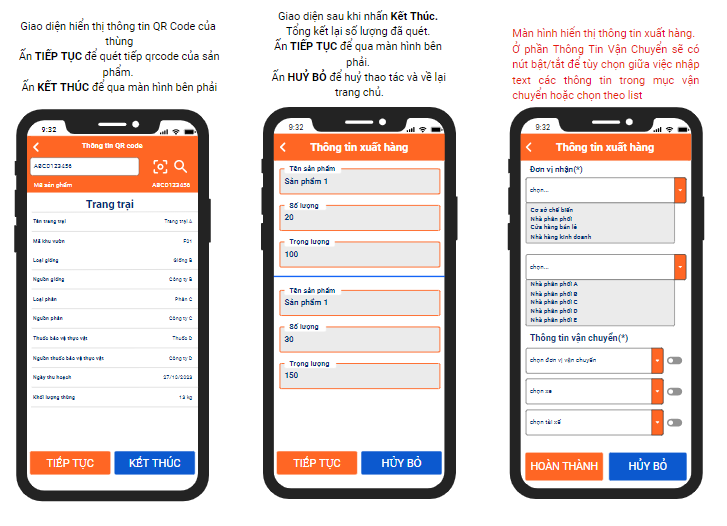 Giao diện hiển thị thông tin QR Code của
thùng
Ấn TIẾP TỤC để quét tiếp qrcode của sản
phẩm.
Ấn KẾT THÚC để qua màn hình bên phải
9:32
Thông tin QR code
ABCD123456
Mã sản phẩm ABCD123456
Trang trại
Tên trang trại Trang trại A
Mã khu vườn F01
Loại giống Giống B
Nguồn giống Công ty B
Loại phân Phân C
Nguồn phân Công ty C
Thuốc bảo vệ thực vật Thuốc D
Nguồn thuốc bảo vệ thực vật Công ty D
Ngày thu hoạch 27/10/2023
Khối lượng thùng 13 kg
TIẾP TỤC KẾT THÚC
Giao diện sau khi nhấn Kết Thúc.
Tổng kết lại số lượng đã quét.
Ấn TIẾP TỤC để qua màn hình bên
phải.
Ấn HUỶ BỎ để huỷ thao tác và về lại
trang chủ.
9:32
Thông tin xuất hàng
Tên sản phẩm
Sản phẩm 1
Số lượng
20
Trọng lượng
100
Tên sản phẩm
Sản phẩm 1
Số lượng
30
Trọng lượng
150
TIẾP TỤC HỦY BỎ
Màn hình hiến thị thông tin xuất hàng.
Ở phần Thông Tin Vận Chuyển sẽ có
nút bật/tắt để tùy chọn giữa việc nhập
text các thông tin trong mục vận
chuyển hoặc chọn theo list
9:32
Thông tin xuất hàng
Đơn vị nhận(*)
chọn...
Cơ sở chế biến
Nhà phân phối
Cửa hàng bán lẻ
Nhà hàng kinh doanh
chọn...
Nhà phân phối A
Nhà phân phối B
Nhà phân phối C
Nhà phân phối D
Nhà phân phối E
Thông tin vận chuyển(*)
chọn đơn vị vận chuyển
chọn xe
chọn tài xế
HOÀN THÀNH HỦY BỎ